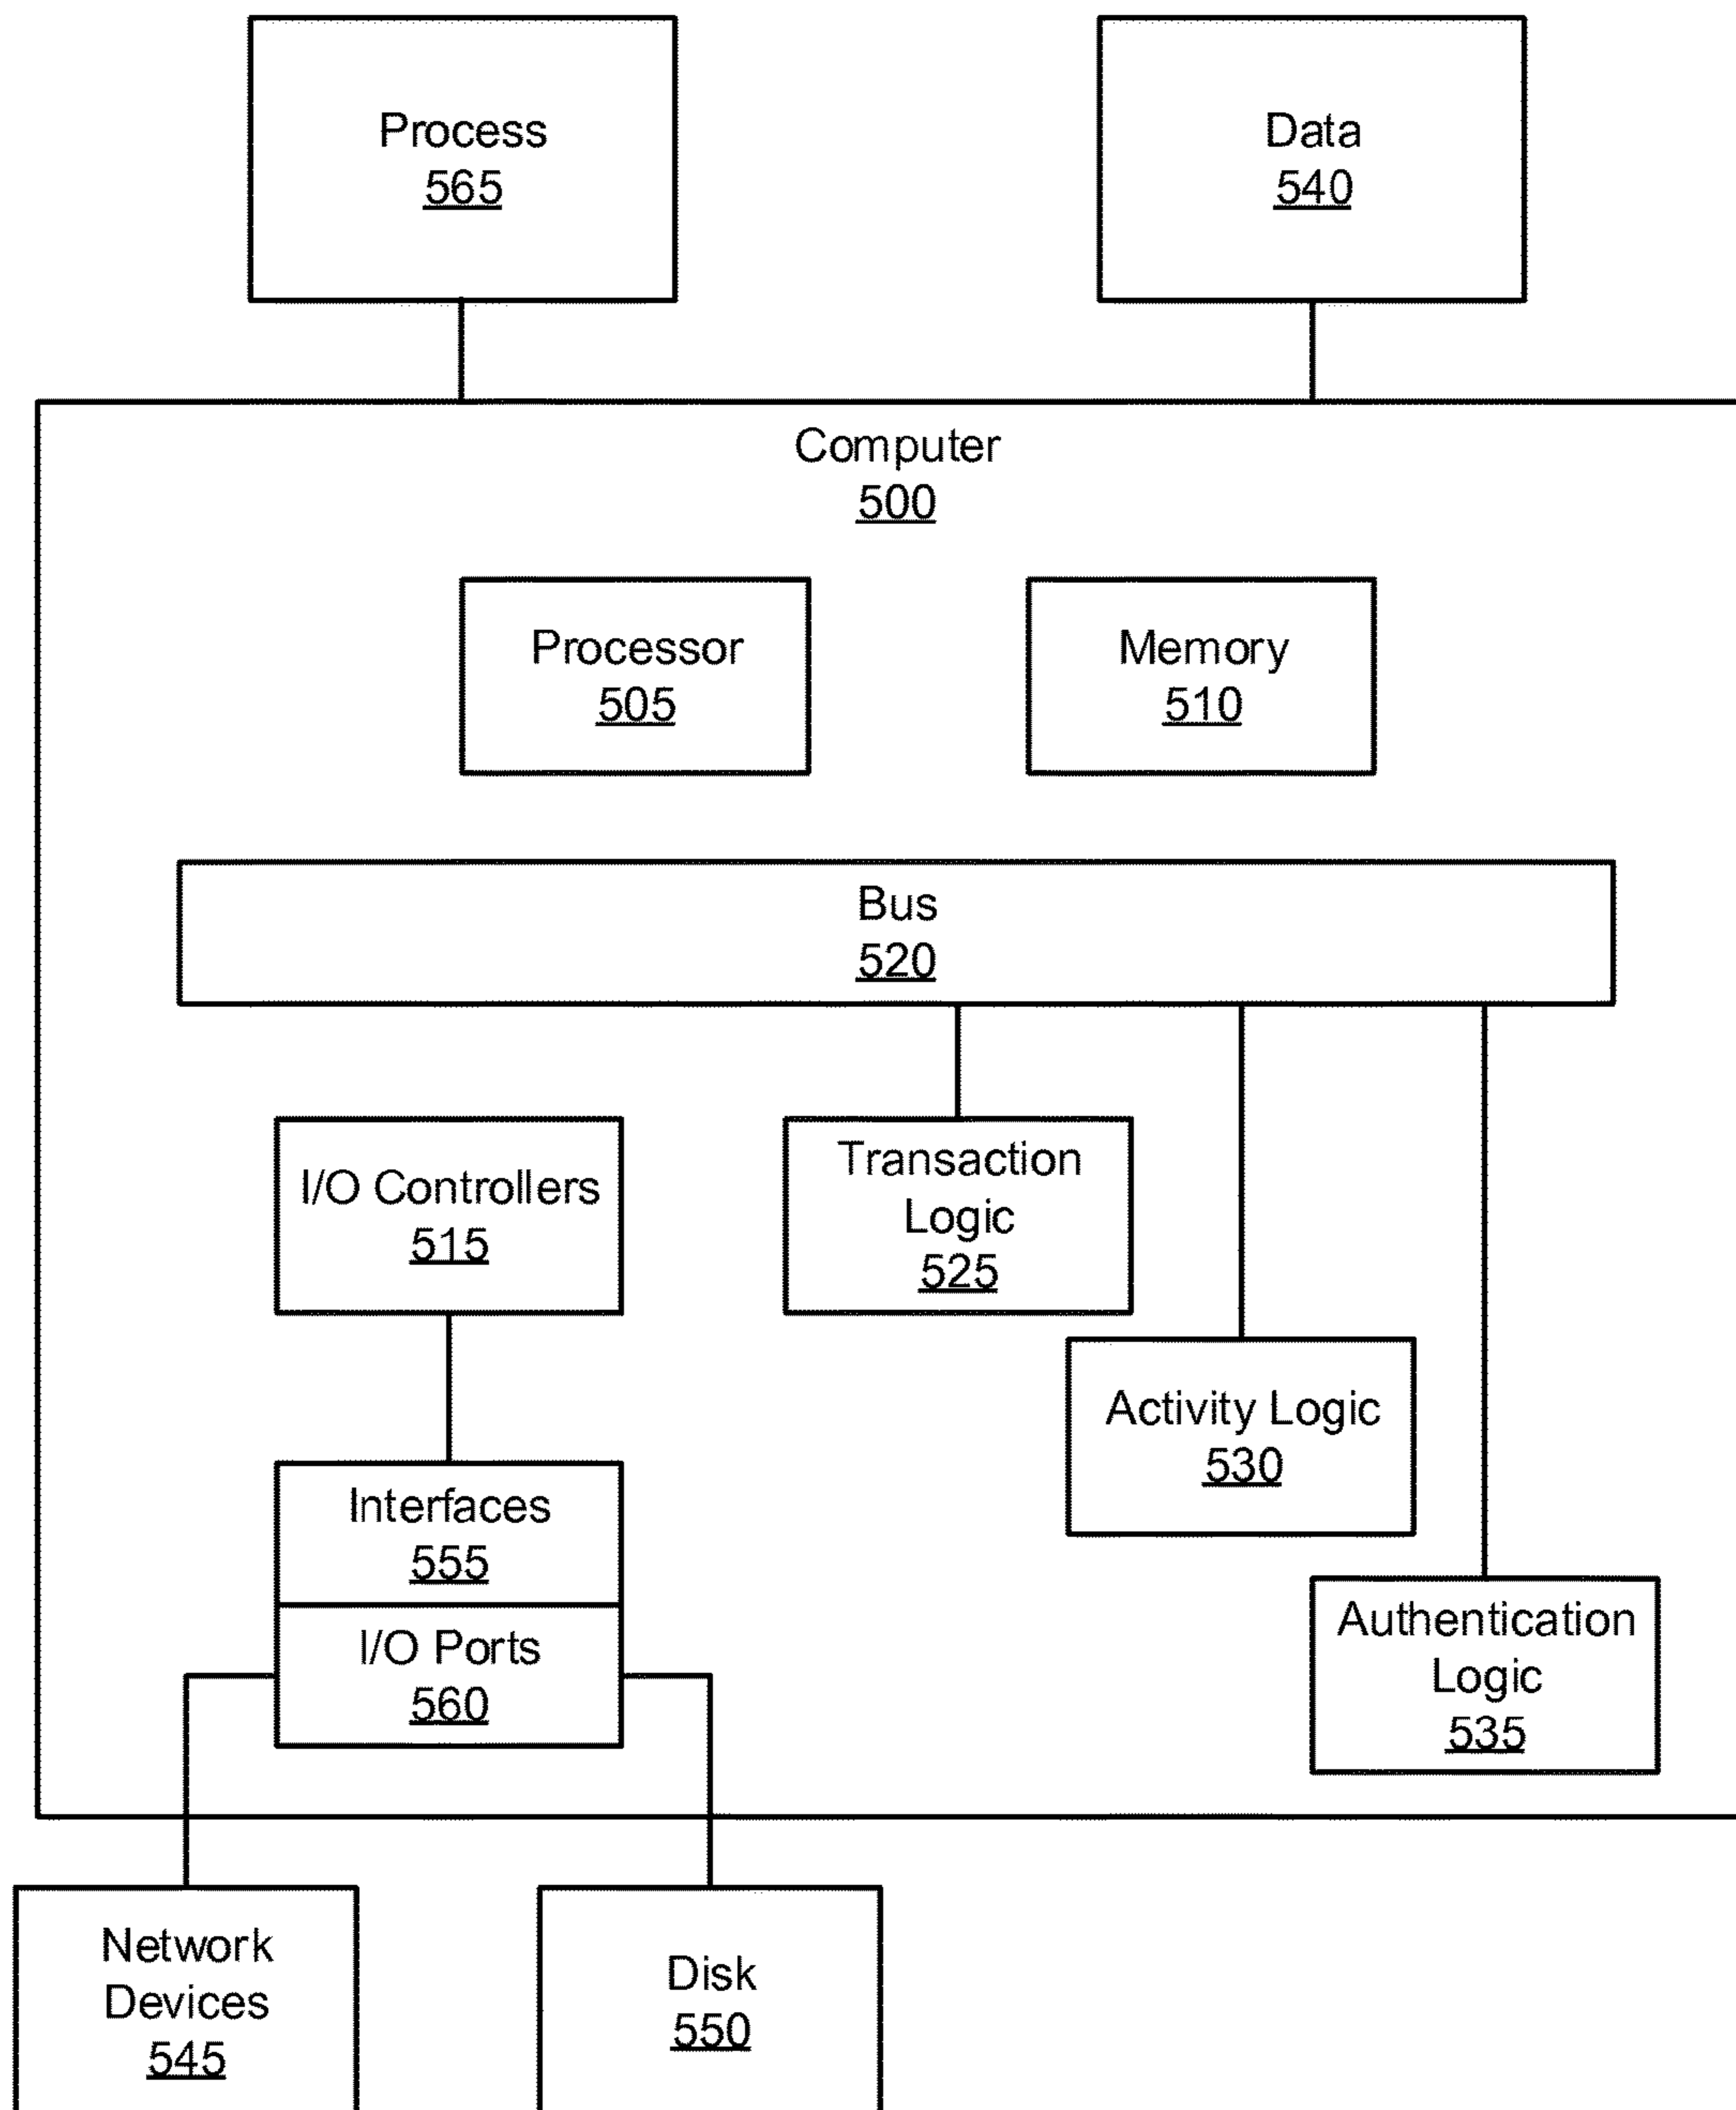 Process
565
Data
540
Computer
500
Processor
505
Memory
510
Bus
520
I/O Controllers
515
Transaction
Logic
525
Activity Logic
530
Interfaces
555
I/O Ports
560
Authentication
Logic
535
Network
Devices
545
Disk
550